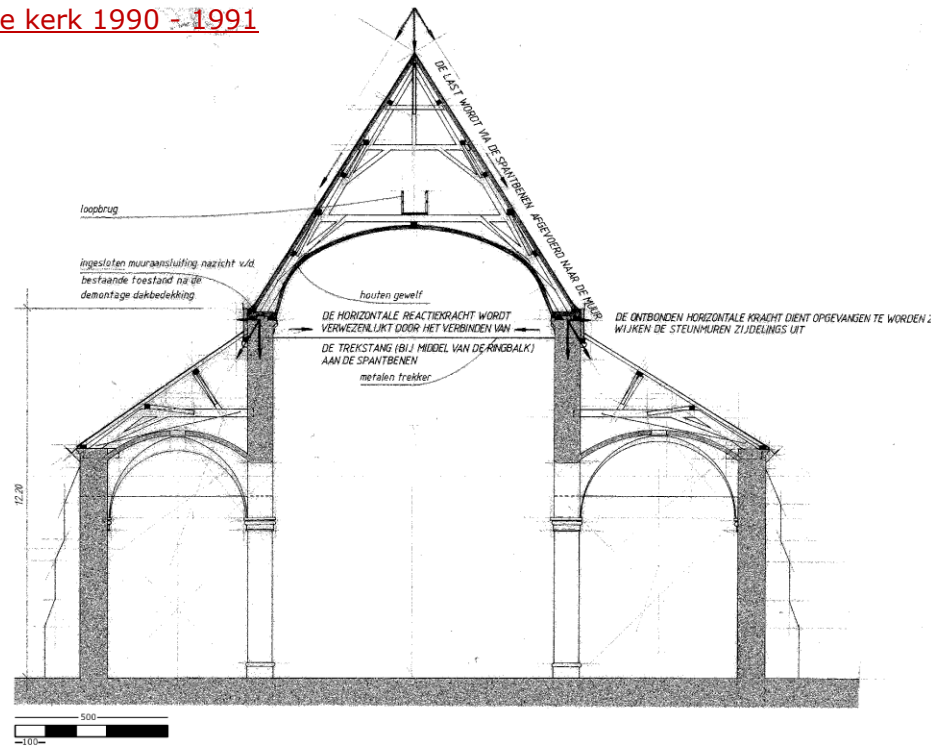 e kerk 1990 - 1991
DE LAST WORDT VIA DE SPANTBENEN AFGEVOERD NAAR DE MUUR
loopbrug
ingesloten muuraansluiting nazicht v/d
bestaande toestand na de
demontage dakbedekking
houten gewelf
DE HORIZONTALE REACTIEKRACHT WORDT
VERWEZENLIJKT DOOR HET VERBINDEN VAN
DE TREKSTANG (BIJ MIDDEL VAN DE RINGBALK)
AAN DE SPANTBENEN
metalen trekker
DE ONTBONDEN HORIZONTALE KRACHT DIENT OPGEVANGEN TE WORDEN
WIJKEN DE STEUNMUREN ZIJDELINGS UIT
12.20
500
100